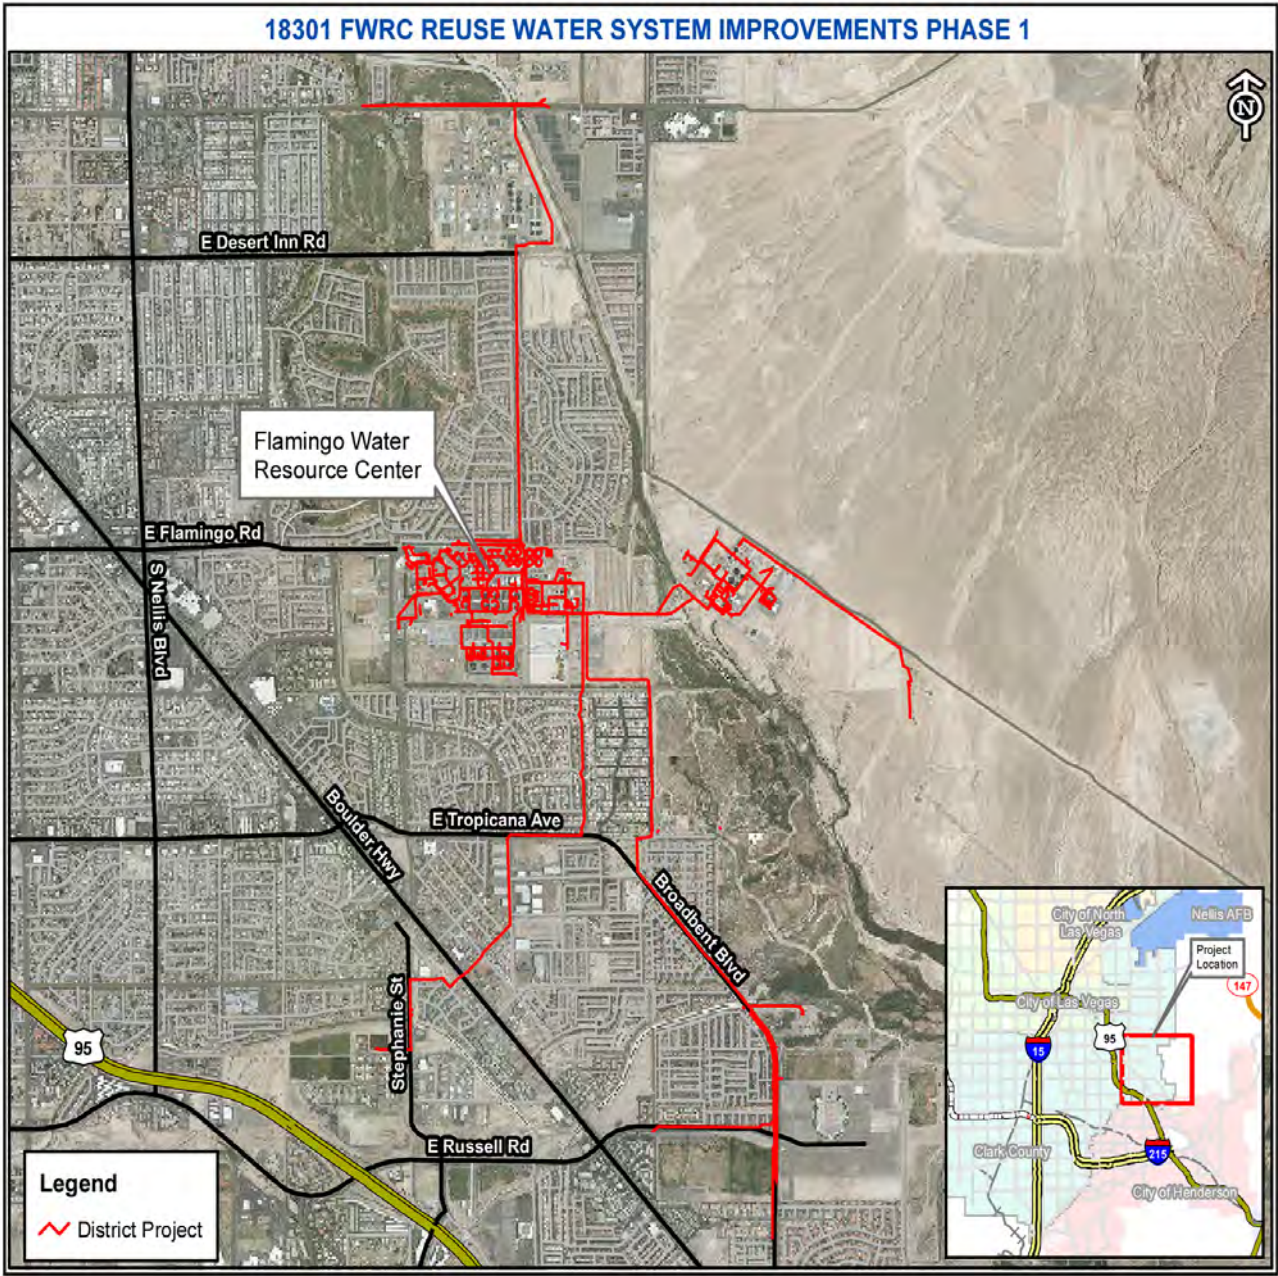 18301 FWRC REUSE WATER SYSTEM IMPROVEMENTS PHASE 1
N
E Desert Inn Rd
Flamingo Water
Resource Center
E Flamingo Rd
S Nellis Blvd
Boulder Hwy
E Tropicana Ave
Broadbent Blvd
Stephanie St
95
E Russell Rd
Legend
District Project
City of North
Las Vegas
Nellis AFB
Project
Location
147
City of Las Vegas
95
15
Clark County
215
City of Henderson